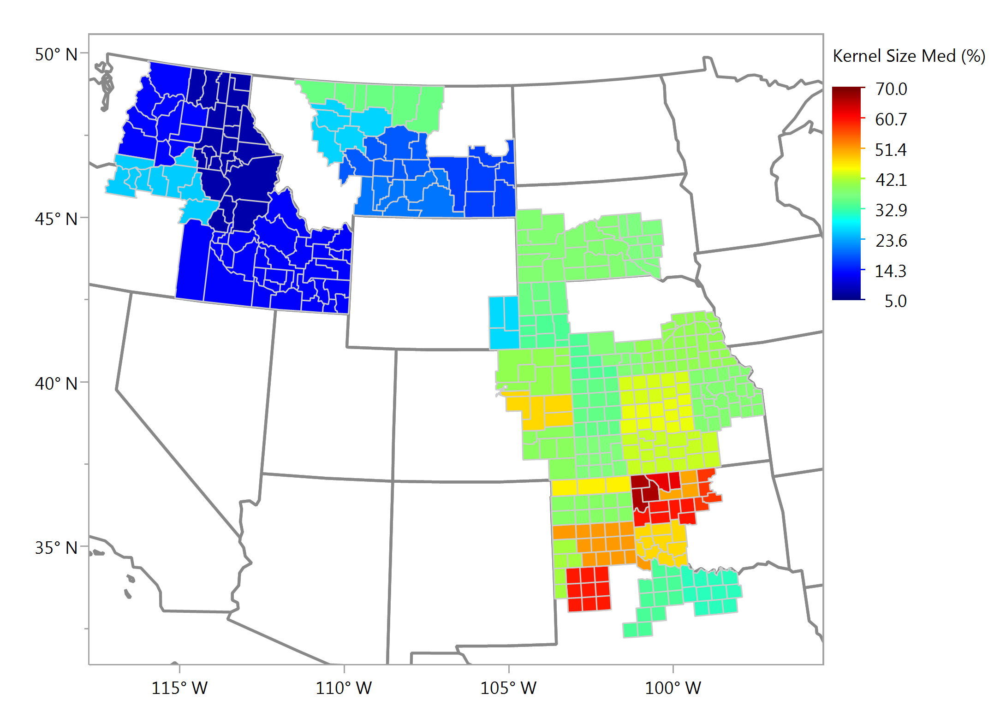 Kernel Size Med (%)
70.0
60.7
51.4
42.1
32.9
23.6
14.3
5.0
50° N
45° N
40° N
35° N
115° W
110° W
105° W
100° W